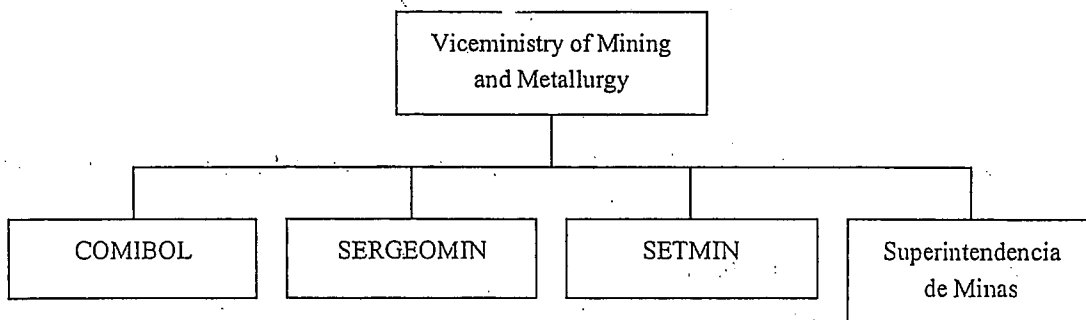 Viceministry of Mining
and Metallurgy
COMIBOL
SERGEOMIN
SETMIN
Superintendencia
de Minas